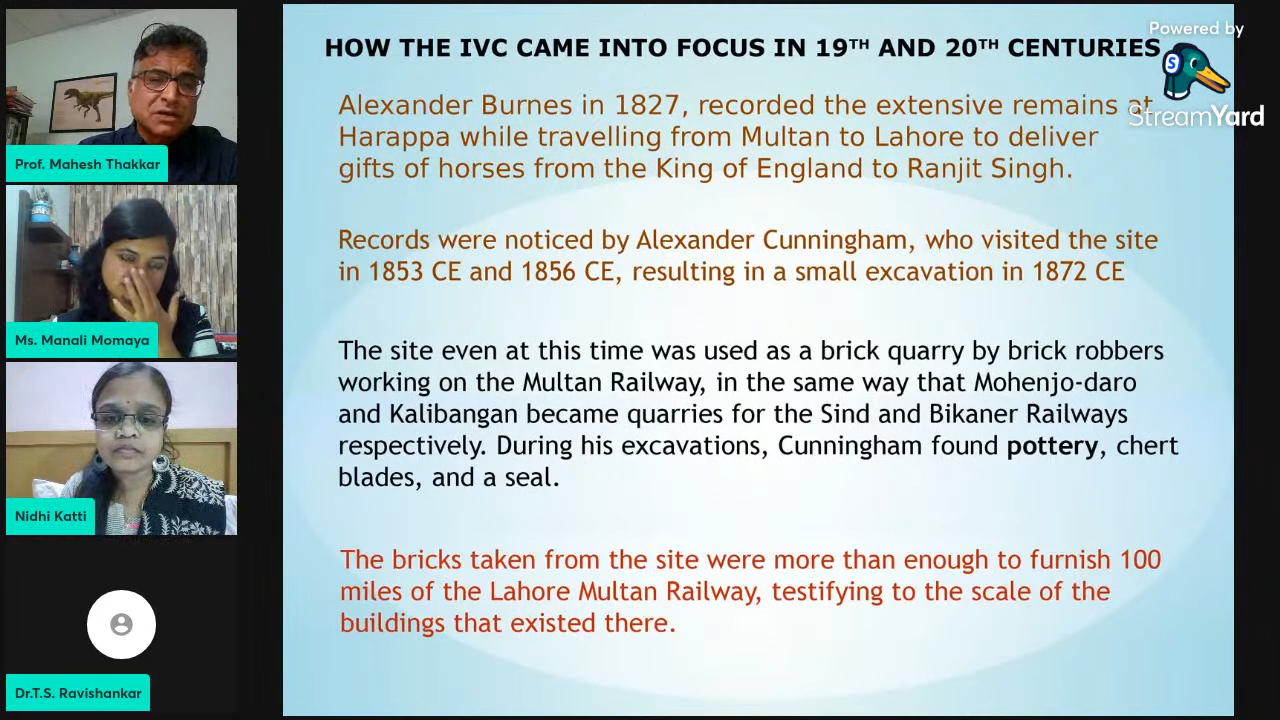 HOW THE IVC CAME INTO FOCUS IN 19TH AND 20TH CENTURIES
Alexander Burnes in 1827, recorded the extensive remains at
Harappa while travelling from Multan to Lahore to deliver
gifts of horses from the King of England to Ranjit Singh.
Records were noticed by Alexander Cunningham, who visited the site
in 1853 CE and 1856 CE, resulting in a small excavation in 1872 CE
The site even at this time was used as a brick quarry by brick robbers
working on the Multan Railway, in the same way that Mohenjo-daro
and Kalibangan became quarries for the Sind and Bikaner Railways
respectively. During his excavations, Cunningham found pottery, chert
blades, and a seal.
The bricks taken from the site were more than enough to furnish 100
miles of the Lahore Multan Railway, testifying to the scale of the
buildings that existed there.
Powered by
S
StreamYard
Prof. Mahesh Thakkar
Ms. Manali Momaya
Nidhi Katti
Dr.T.S. Ravishankar